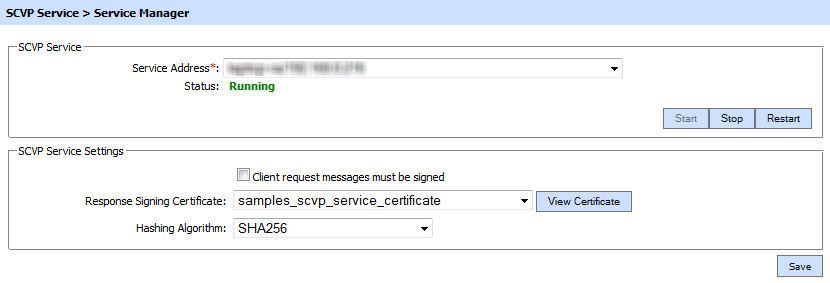 SCVP Service > Service Manager
SCVP Service
Service Address*:
Status: Running
Start Stop Restart
SCVP Service Settings
Client request messages must be signed
Response Signing Certificate: samples_scvp_service_certificate View Certificate
Hashing Algorithm: SHA256
Save